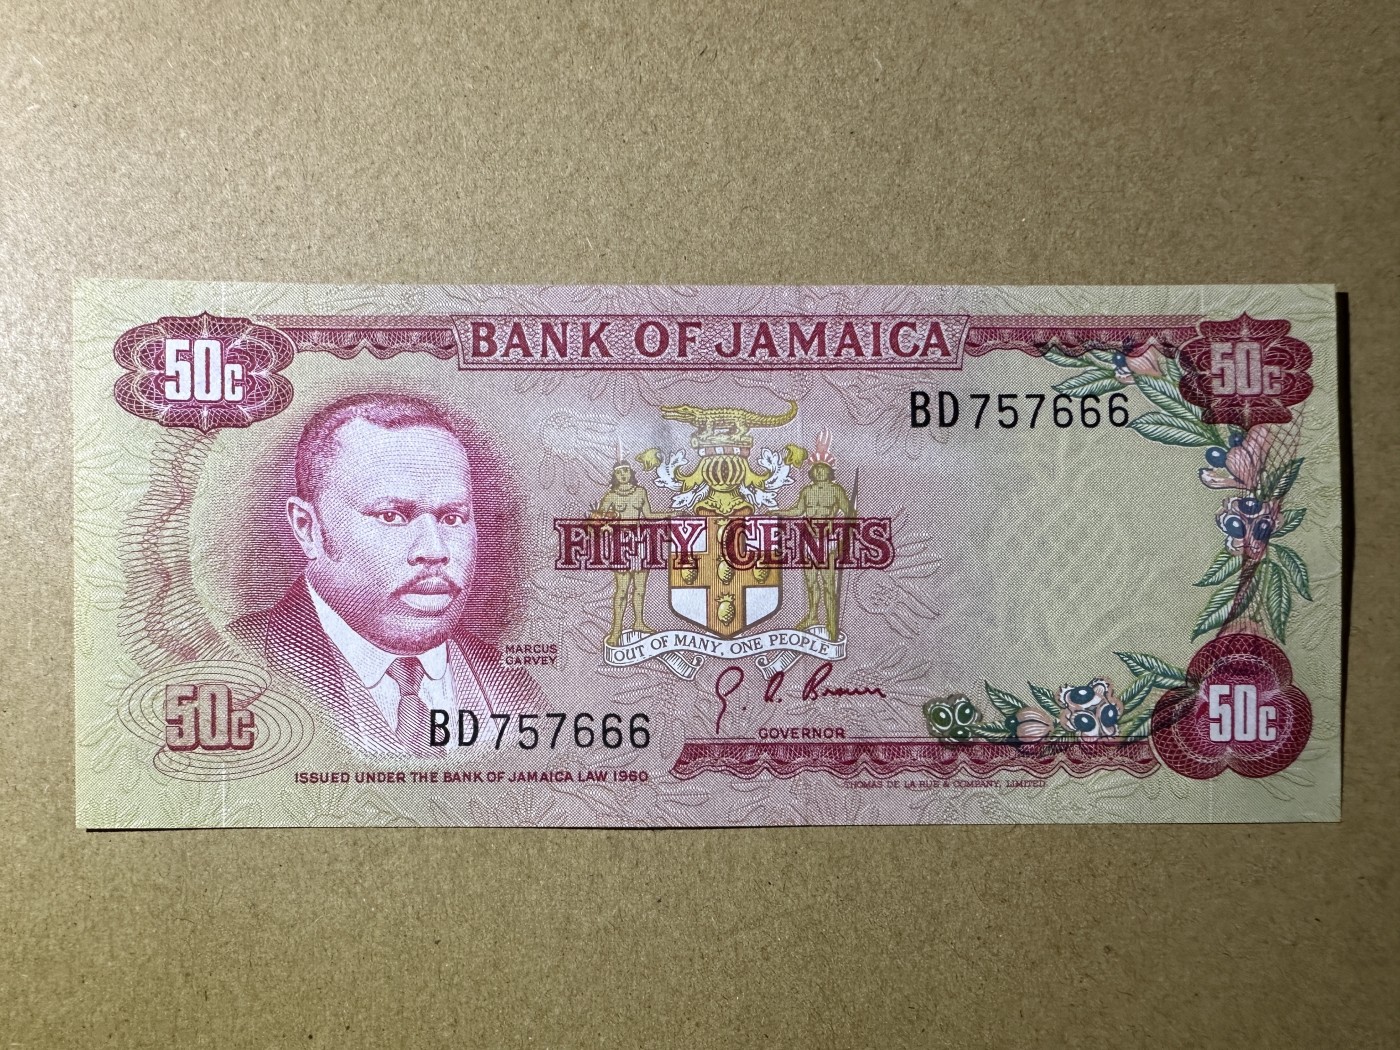 BANK OF JAMAICA
50c
50c
BD757666
FIFTY CENTS
MARCUS
GARVEY
OUT OF MANY, ONE PEOPLE
G. A. Brown
GOVERNOR
50c
BD757666
50c
ISSUED UNDER THE BANK OF JAMAICA LAW 1960
THOMAS DE LA RUE & COMPANY, LIMITED